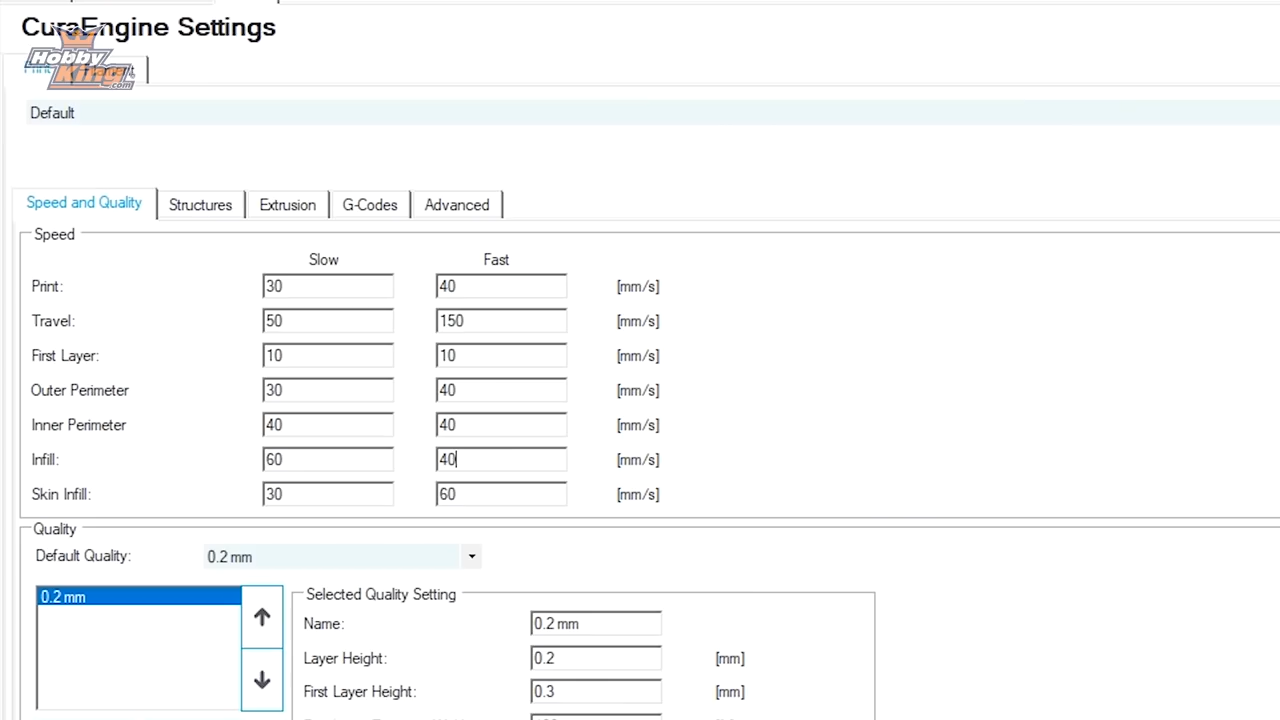 CuraEngine Settings
Hobby
King
.com
Default
Speed and Quality Structures Extrusion G-Codes Advanced
Speed
Slow Fast
Print: 30 40 [mm/s]
Travel: 50 150 [mm/s]
First Layer: 10 10 [mm/s]
Outer Perimeter 30 40 [mm/s]
Inner Perimeter 40 40 [mm/s]
Infill: 60 40 [mm/s]
Skin Infill: 30 60 [mm/s]
Quality
Default Quality: 0.2 mm
0.2 mm
Selected Quality Setting
Name: 0.2 mm
Layer Height: 0.2 [mm]
First Layer Height: 0.3 [mm]